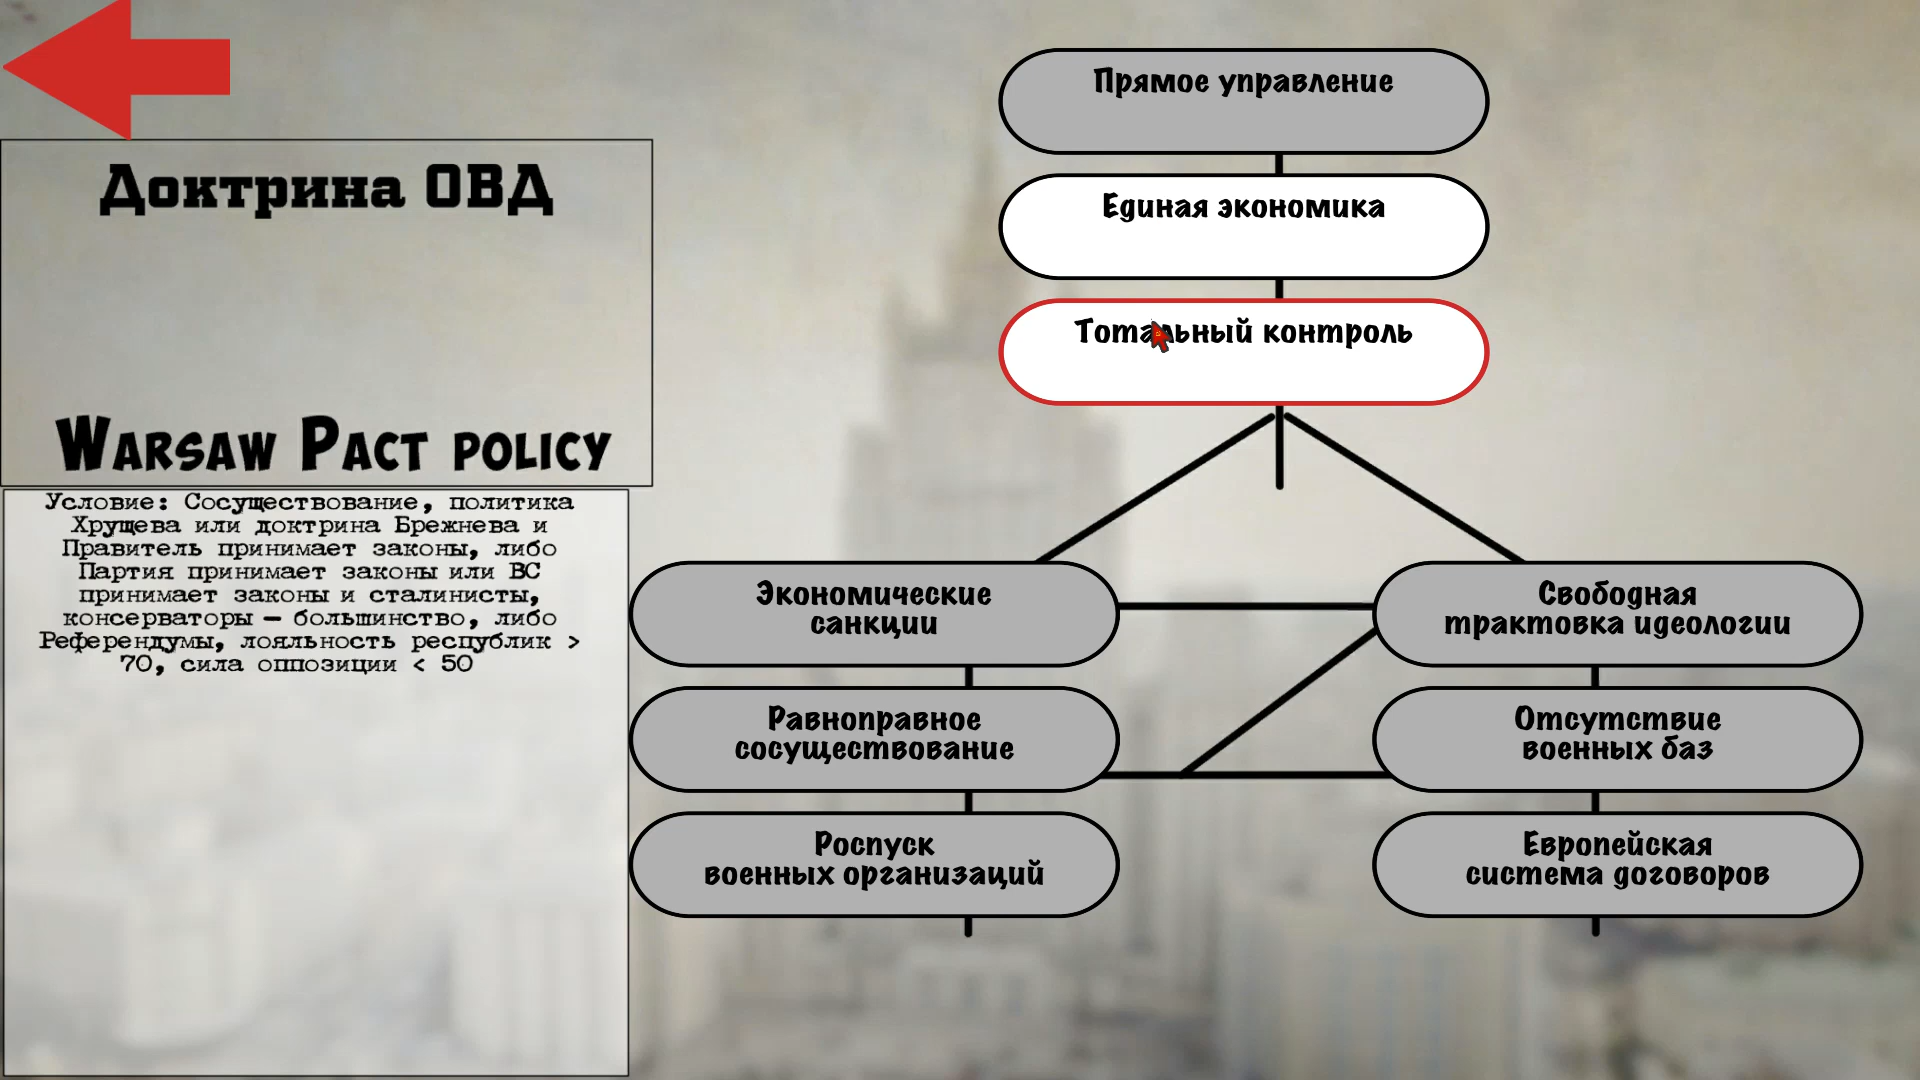 Доктрина ОВД
Warsaw Pact policy
Условие: Сосуществование, политика
Хрущева или доктрина Брежнева и
Правитель принимает законы, либо
Партия принимает законы или ВС
принимает законы и сталинисты,
консерваторы – большинство, либо
Референдумы, лояльность республик >
70, сила оппозиции < 50
Прямое управление
Единая экономика
Тотальный контроль
Экономические
санкции
Свободная
трактовка идеологии
Равноправное
сосуществование
Отсутствие
военных баз
Роспуск
военных организаций
Европейская
система договоров